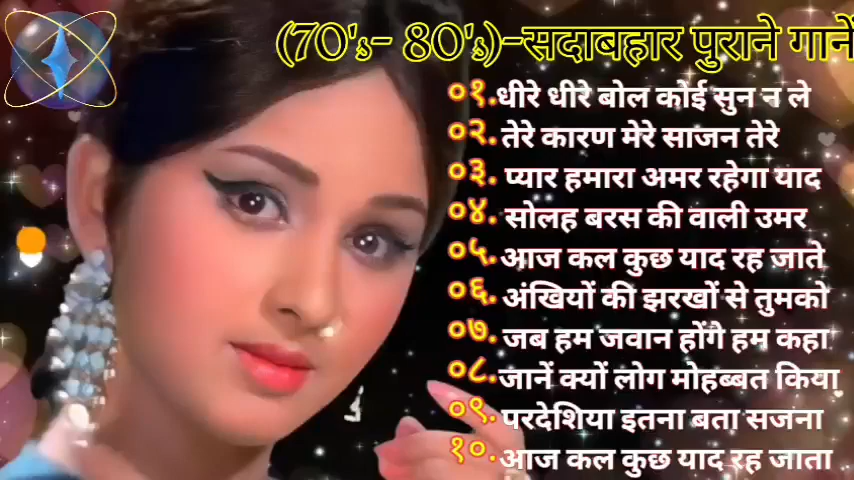 (70's- 80's)-सदाबहार पुराने गानें
०१.धीरे धीरे बोल कोई सुन न ले
०२. तेरे कारण मेरे साजन तेरे
०३. प्यार हमारा अमर रहेगा याद
०४. सोलह बरस की वाली उमर
०५.आज कल कुछ याद रह जाते
०६. अंखियों की झरखों से तुमको
०७. जब हम जवान होंगे हम कहा
०८.जानें क्यों लोग मोहब्बत किया
०९. परदेशिया इतना बता सजना
१०.आज कल कुछ याद रह जाता